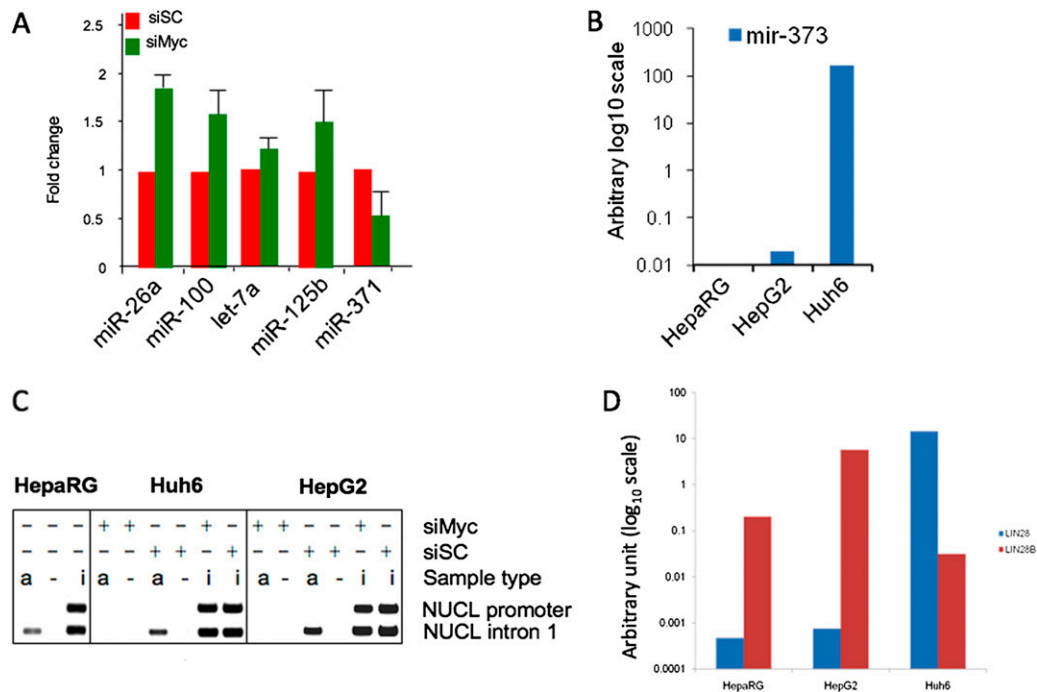 A
siSC
siMyc
Fold change
2
1.5
1
0.5
0
miR-26a
miR-100
let-7a
miR-125b
miR-371
B
mir-373
Arbitrary log10 scale
1000
100
10
1
0.1
0.01
HepaRG
HepG2
Huh6
C
HepaRG Huh6 HepG2
- - - + + - - + - + + - - + - siMyc
- - - - - + + - + - - + + - + siSC
a - i a - a - i i a - a - i i Sample type
NUCL promoter
NUCL intron 1
D
Arbitrary unit (log10 scale)
100
10
1
0.1
0.01
0.001
0.0001
HepaRG
HepG2
Huh6
LIN28
LIN28B